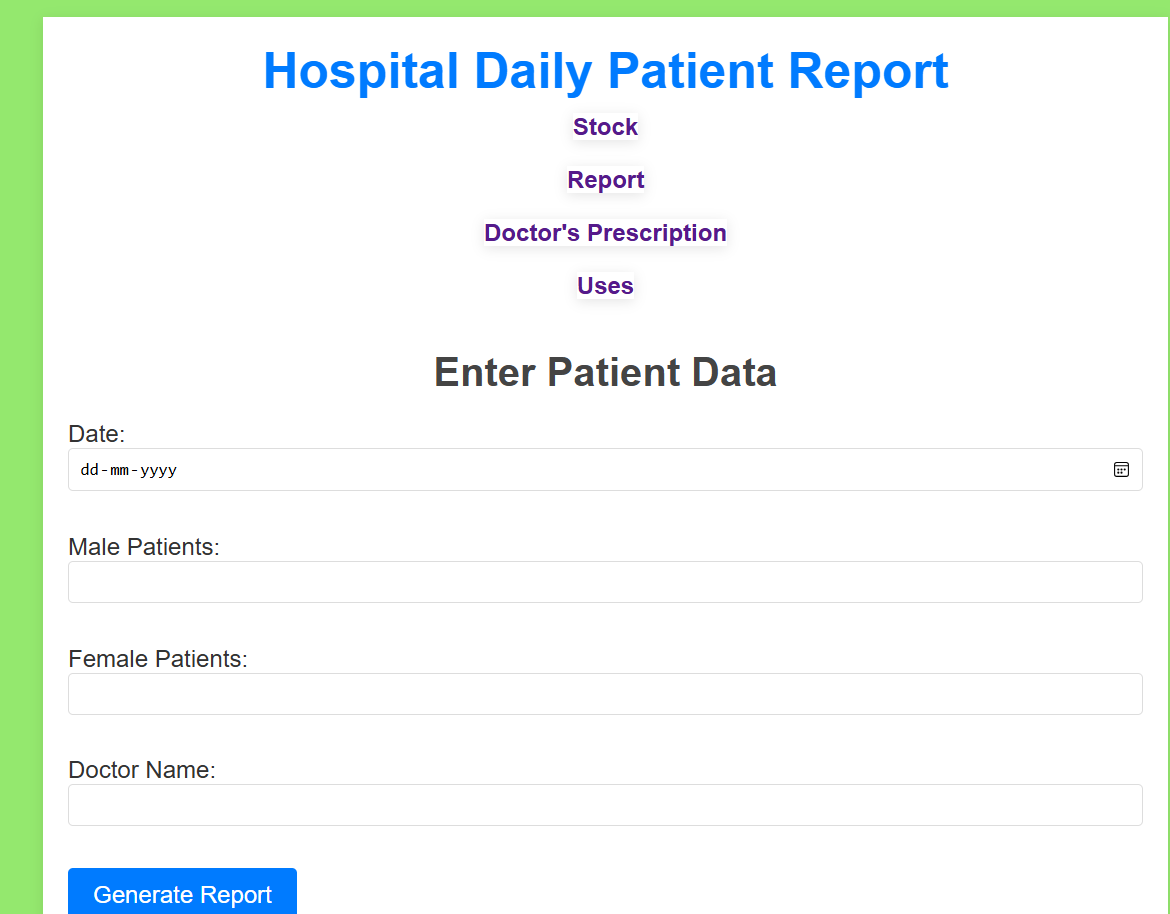 Hospital Daily Patient Report
Stock
Report
Doctor's Prescription
Uses
Enter Patient Data
Date:
dd-mm-yyyy
Male Patients:
Female Patients:
Doctor Name:
Generate Report